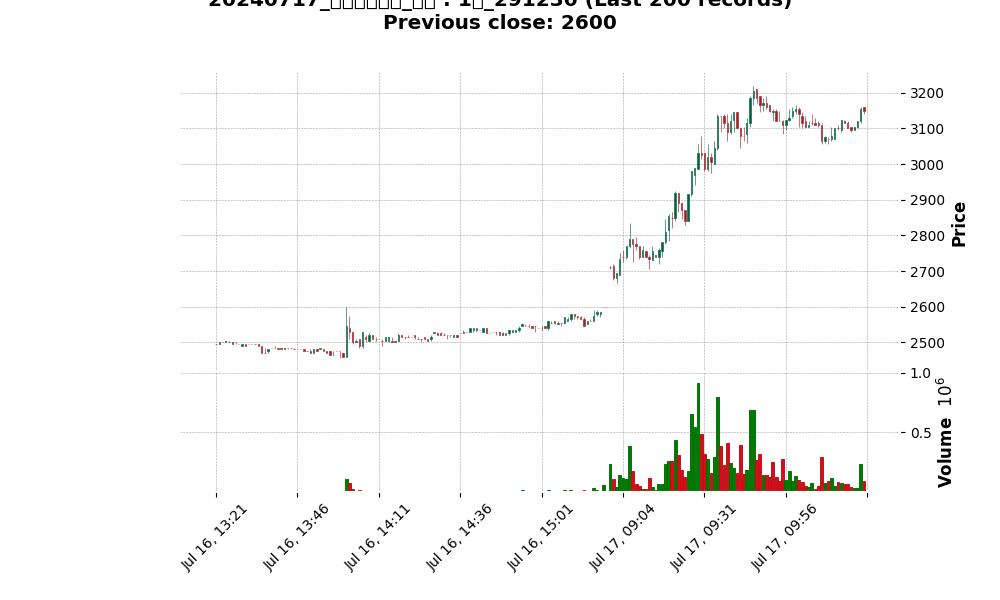 20240717_□□□□□□_□□ : 1□_291230 (Last 200 records)
Previous close: 2600
3200
3100
3000
2900
2800
2700
2600
2500
Price
1.0
0.5
Volume 10^6
Jul 16, 13:21
Jul 16, 13:46
Jul 16, 14:11
Jul 16, 14:36
Jul 16, 15:01
Jul 17, 09:04
Jul 17, 09:31
Jul 17, 09:56